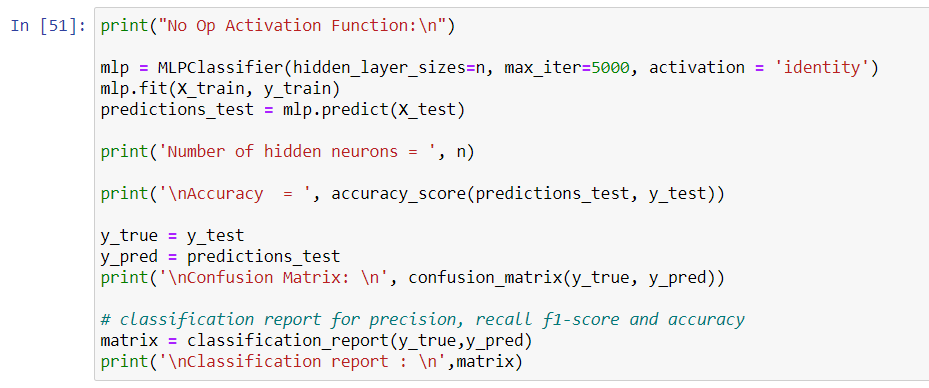 In [51]: print("No Op Activation Function:\n")
mlp = MLPClassifier(hidden_layer_sizes=n, max_iter=5000, activation = 'identity')
mlp.fit(X_train, y_train)
predictions_test = mlp.predict(X_test)
print('Number of hidden neurons = ', n)
print('\nAccuracy  = ', accuracy_score(predictions_test, y_test))
y_true = y_test
y_pred = predictions_test
print('\nConfusion Matrix: \n', confusion_matrix(y_true, y_pred))
# classification report for precision, recall f1-score and accuracy
matrix = classification_report(y_true,y_pred)
print('\nClassification report : \n',matrix)